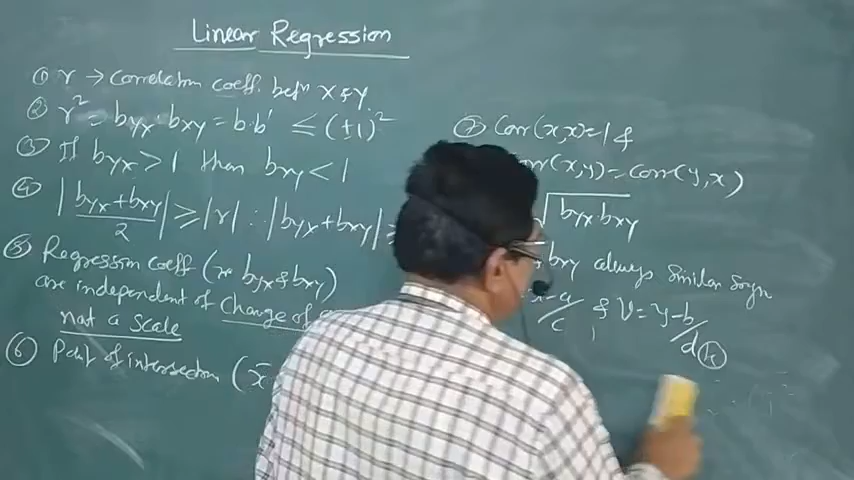 Linear Regression
① r → Correlation coeff. betn X & Y.
② r² = byx · bxy = b·b' ≤ (±1)²
③ If byx > 1 then bxy < 1
④ |byx + bxy / 2| ≥ |r| ∴ |byx + bxy| ≥
⑤ Regression coeff (i.e. byx & bxy)
are independent of Change of
not a scale
⑥ Point of intersection (x̄
⑦ Corr(x,x) = 1 &
orr(x,y) = Corr(y,x)
√byx·bxy
bxy always similar sign
x-a/c & V = y-b/d (k)